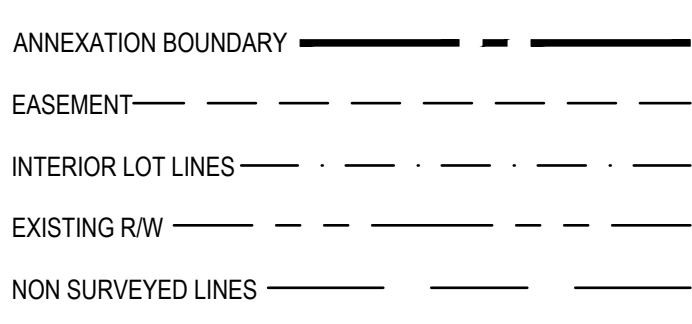 ANNEXATION BOUNDARY
EASEMENT
INTERIOR LOT LINES
EXISTING R/W
NON SURVEYED LINES